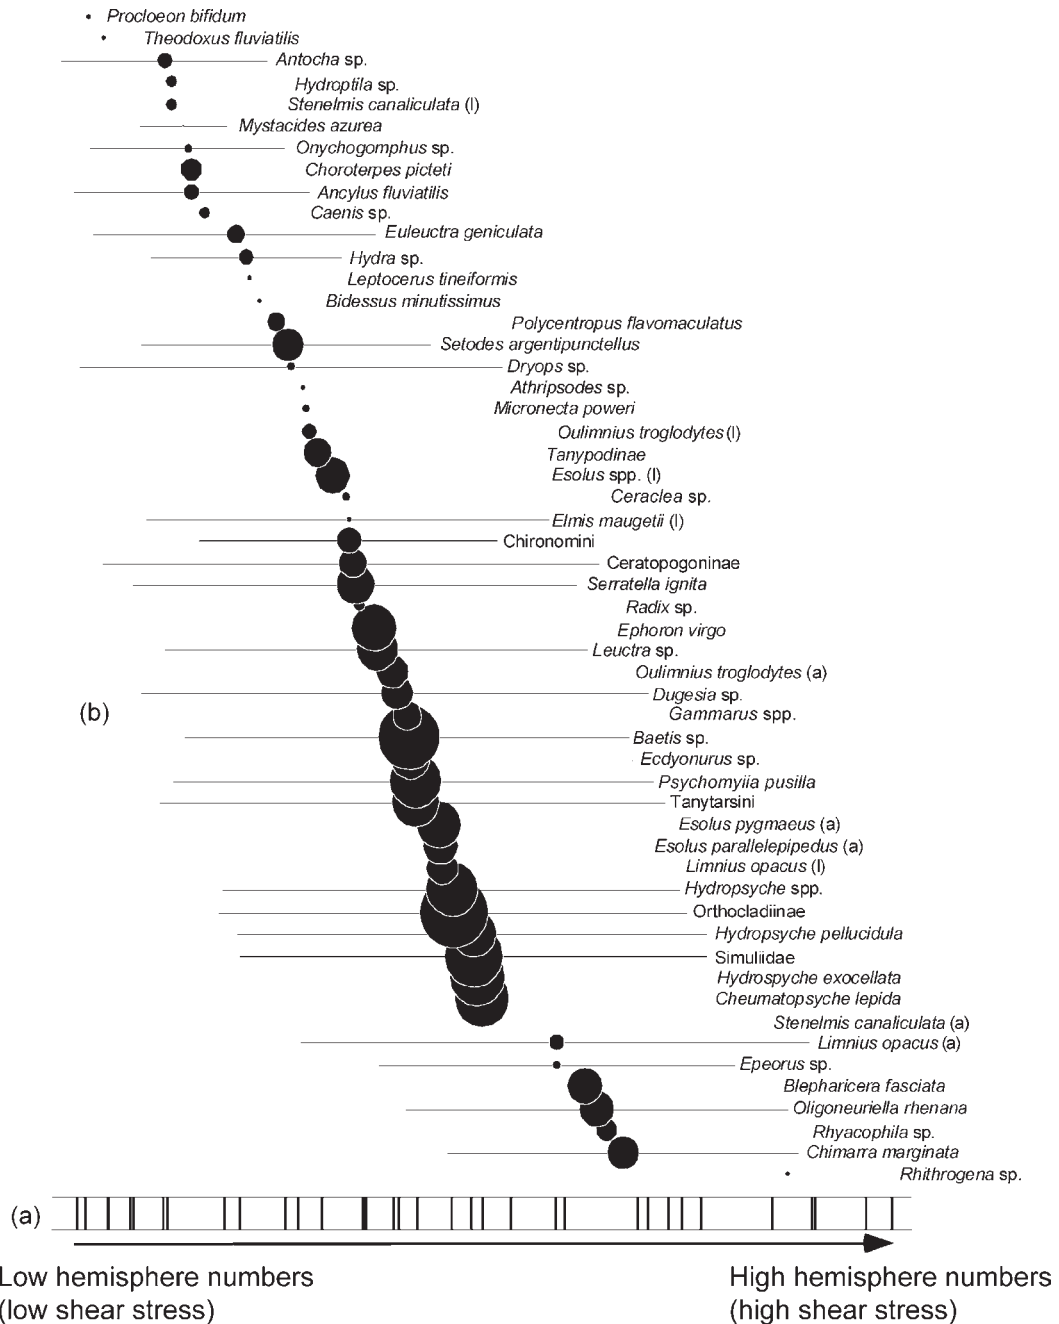 Procloeon bifidum
Theodoxus fluviatilis
Antocha sp.
Hydroptila sp.
Stenelmis canaliculata (l)
Mystacides azurea
Onychogomphus sp.
Choroterpes picteti
Ancylus fluviatilis
Caenis sp.
Euleuctra geniculata
Hydra sp.
Leptocerus tineiformis
Bidessus minutissimus
Polycentropus flavomaculatus
Setodes argentipunctellus
Dryops sp.
Athripsodes sp.
Micronecta poweri
Oulimnius troglodytes (l)
Tanypodinae
Esolus spp. (l)
Ceraclea sp.
Elmis maugetii (l)
Chironomini
Ceratopogoninae
Serratella ignita
Radix sp.
Ephoron virgo
Leuctra sp.
Oulimnius troglodytes (a)
Dugesia sp.
(b)
Gammarus spp.
Baetis sp.
Ecdyonurus sp.
Psychomyiia pusilla
Tanytarsini
Esolus pygmaeus (a)
Esolus parallelepipedus (a)
Limnius opacus (l)
Hydropsyche spp.
Orthocladiinae
Hydropsyche pellucidula
Simuliidae
Hydrospyche exocellata
Cheumatopsyche lepida
Stenelmis canaliculata (a)
Limnius opacus (a)
Epeorus sp.
Blepharicera fasciata
Oligoneuriella rhenana
Rhyacophila sp.
Chimarra marginata
Rhithrogena sp.
(a)
Low hemisphere numbers
(low shear stress)
High hemisphere numbers
(high shear stress)